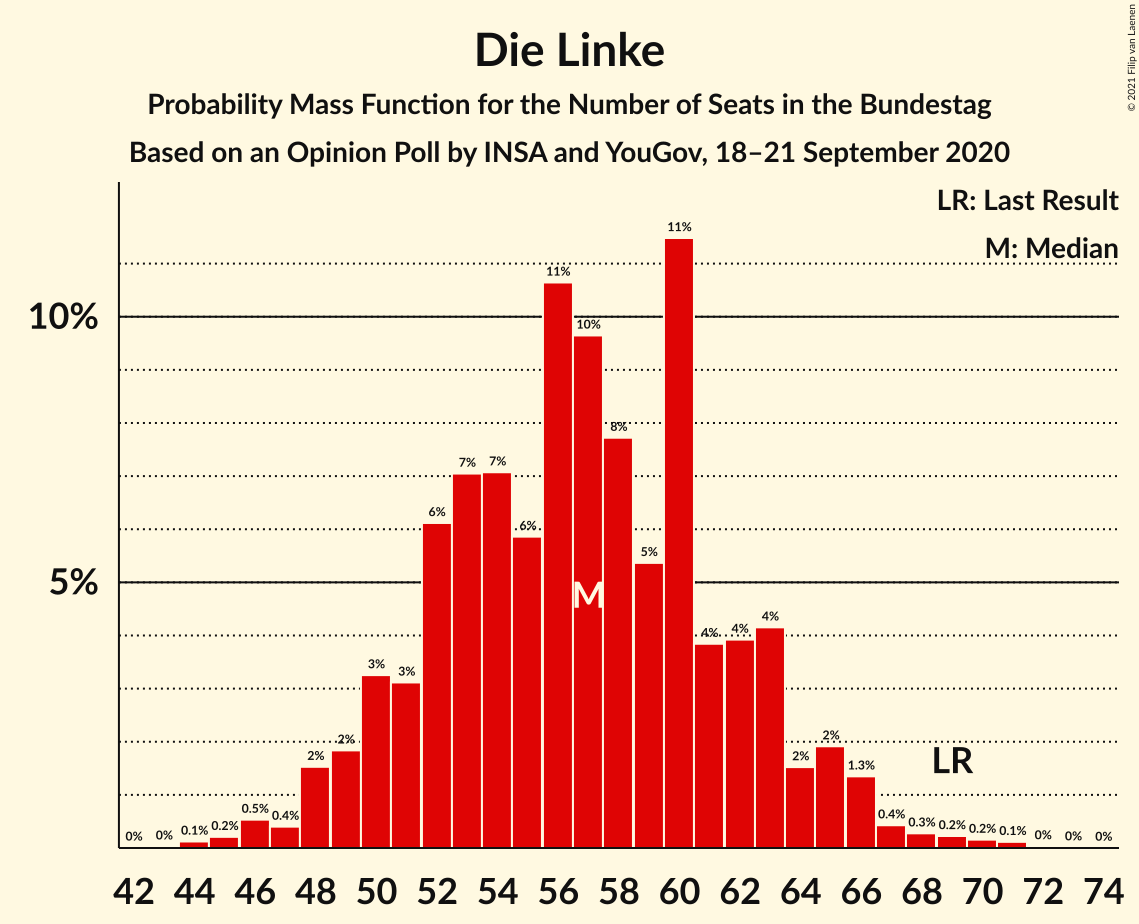 Die Linke
Probability Mass Function for the Number of Seats in the Bundestag
Based on an Opinion Poll by INSA and YouGov, 18–21 September 2020
© 2021 Filip van Laenen
LR: Last Result
M: Median
10%
5%
0% 0% 0.1% 0.2% 0.5% 0.4% 2% 2% 3% 3% 6% 7% 7% 6% 11% 10% 8% 5% 11% 4% 4% 4% 2% 2% 1.3% 0.4% 0.3% 0.2% 0.2% 0.1% 0% 0% 0%
M
LR
42 44 46 48 50 52 54 56 58 60 62 64 66 68 70 72 74